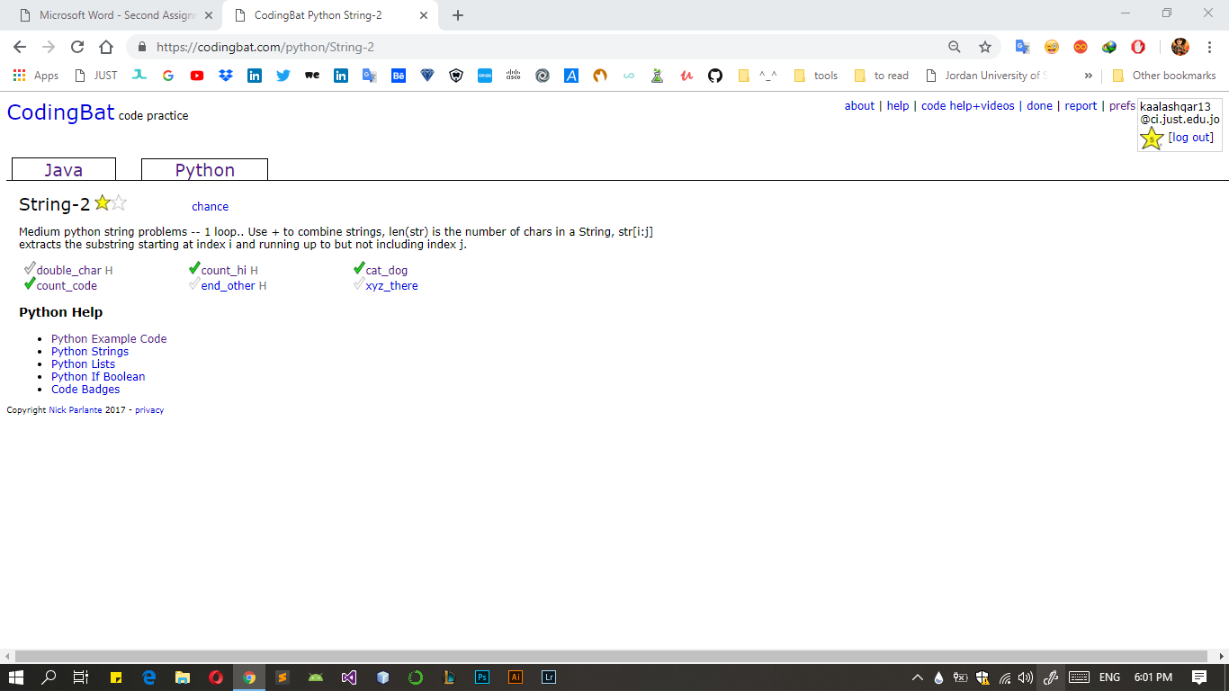 Microsoft Word - Second Assign
CodingBat Python String-2
https://codingbat.com/python/String-2
Apps
JUST
^_^
tools
to read
Jordan University of S
»
Other bookmarks
CodingBat code practice
about | help | code help+videos | done | report | prefs
kaalashqar13
@ci.just.edu.jo
[log out]
Java
Python
String-2
chance
Medium python string problems -- 1 loop.. Use + to combine strings, len(str) is the number of chars in a String, str[i:j]
extracts the substring starting at index i and running up to but not including index j.
double_char H
count_hi H
cat_dog
count_code
end_other H
xyz_there
Python Help
Python Example Code
Python Strings
Python Lists
Python If Boolean
Code Badges
Copyright Nick Parlante 2017 - privacy
Ps
Ai
Lr
ENG
6:01 PM